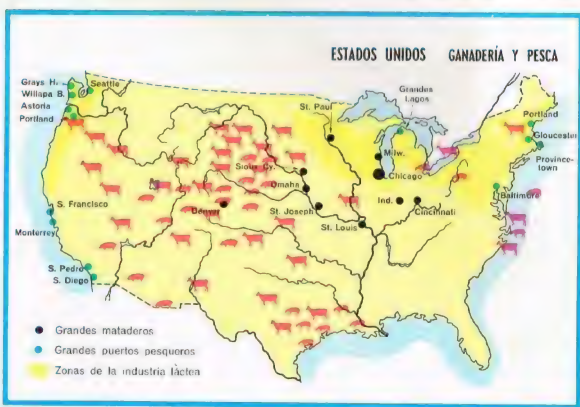 ESTADOS UNIDOS GANADERÍA Y PESCA
Grays H.
Seattle
Willapa B.
Astoria
Portland
St. Paul
Grandes
Lagos
Portland
Gloucester
Province-
town
Milw.
Chicago
Sioux Cy.
Omaha
Denver
St. Joseph
St. Louis
Ind.
Cincinnati
Baltimore
S. Francisco
Monterrey
S. Pedro
S. Diego
Grandes mataderos
Grandes puertos pesqueros
Zonas de la industria láctea